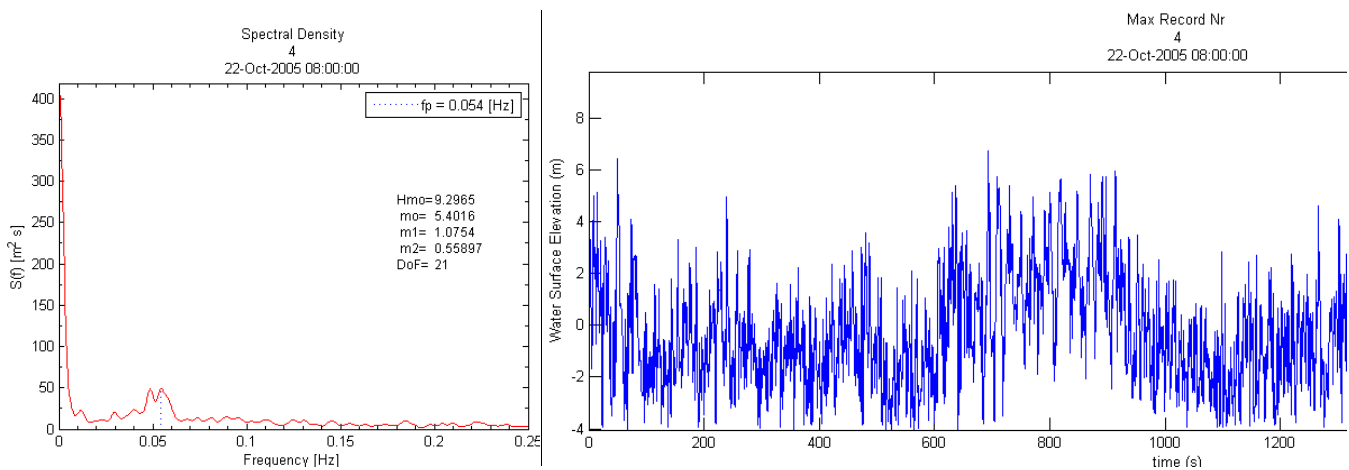 Spectral Density
4
22-Oct-2005 08:00:00
fp = 0.054 [Hz]
Hmo=9.2965
mo= 5.4016
m1= 1.0754
m2= 0.55897
DoF= 21
400
350
300
250
200
150
100
50
0
S(f) [m² s]
0 0.05 0.1 0.15 0.2 0.25
Frequency [Hz]
Max Record Nr
4
22-Oct-2005 08:00:00
8
6
4
2
0
-2
-4
Water Surface Elevation (m)
0 200 400 600 800 1000 1200
time (s)